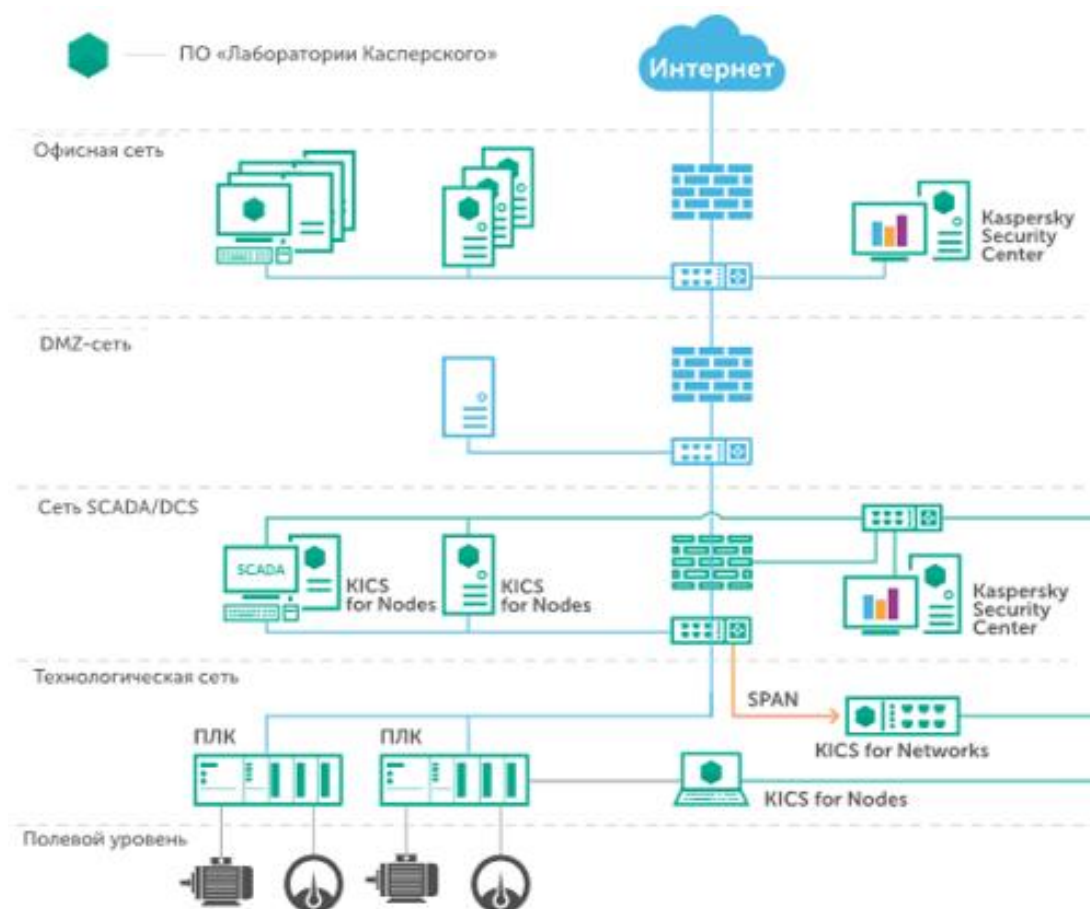 ПО «Лаборатории Касперского»
Интернет
Офисная сеть
Kaspersky
Security
Center
DMZ-сеть
Сеть SCADA/DCS
SCADA
KICS
for Nodes
KICS
for Nodes
Kaspersky
Security
Center
Технологическая сеть
SPAN
ПЛК
ПЛК
KICS for Networks
KICS for Nodes
Полевой уровень